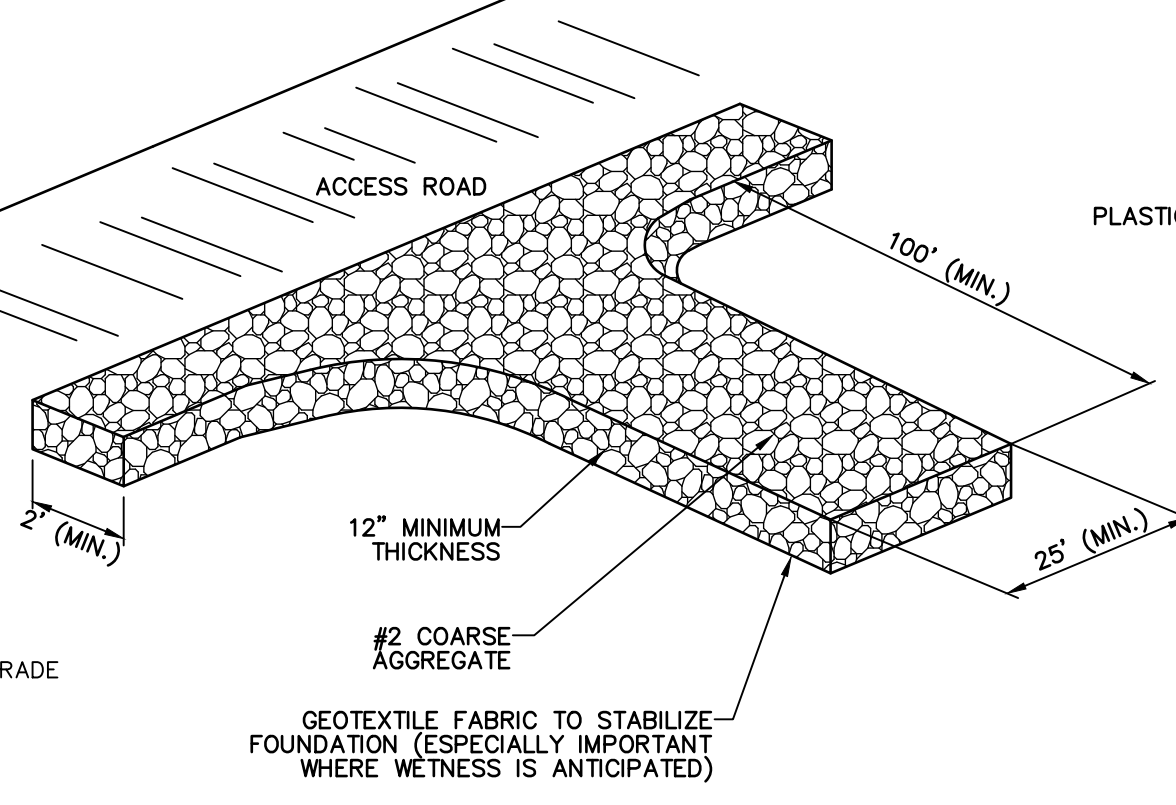 ACCESS ROAD
PLASTI
100' (MIN.)
2' (MIN.)
12" MINIMUM
THICKNESS
25' (MIN.)
#2 COARSE
AGGREGATE
RADE
GEOTEXTILE FABRIC TO STABILIZE
FOUNDATION (ESPECIALLY IMPORTANT
WHERE WETNESS IS ANTICIPATED)